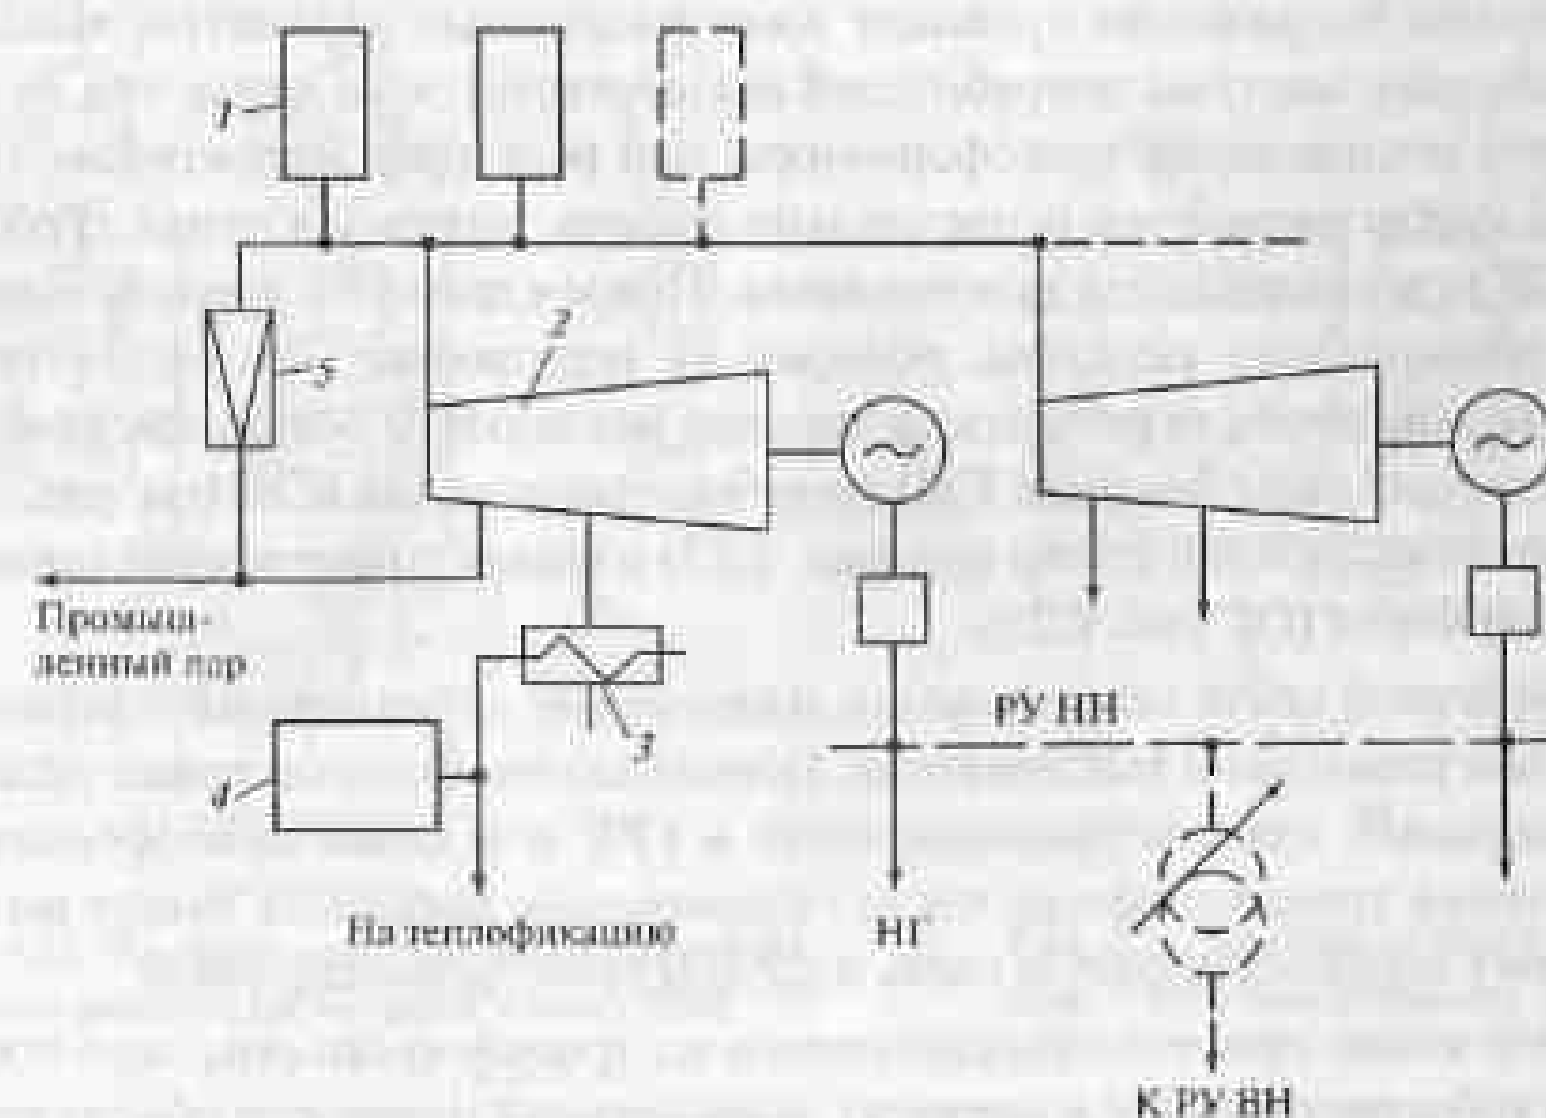 1
2
5
Промыш-
ленный пар
РУ НН
3
4
На теплофикацию
НГ
К РУ ВН